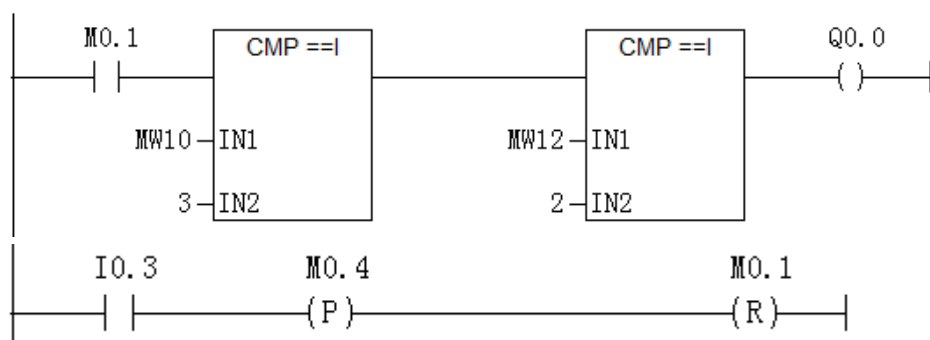 M0.1 CMP ==I CMP ==I Q0.0
( )
MW10 IN1 MW12 IN1
3 IN2 2 IN2
I0.3 M0.4 M0.1
(P) (R)